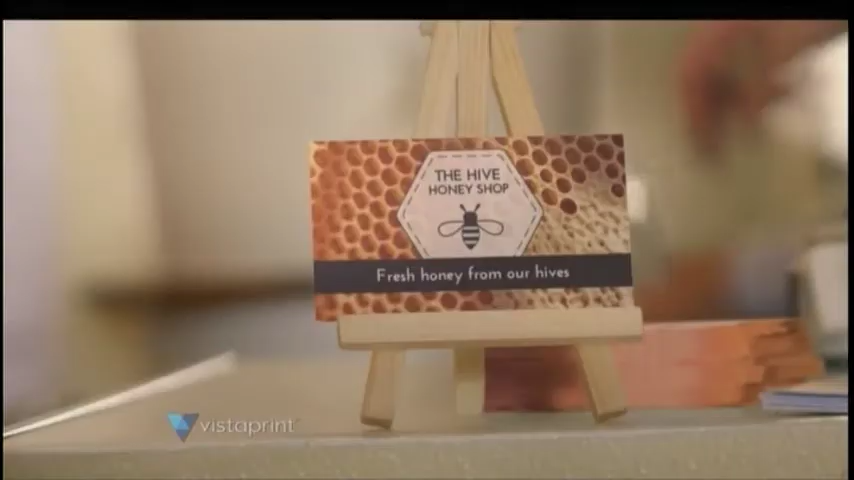 THE HIVE
HONEY SHOP
Fresh honey from our hives
vistaprint